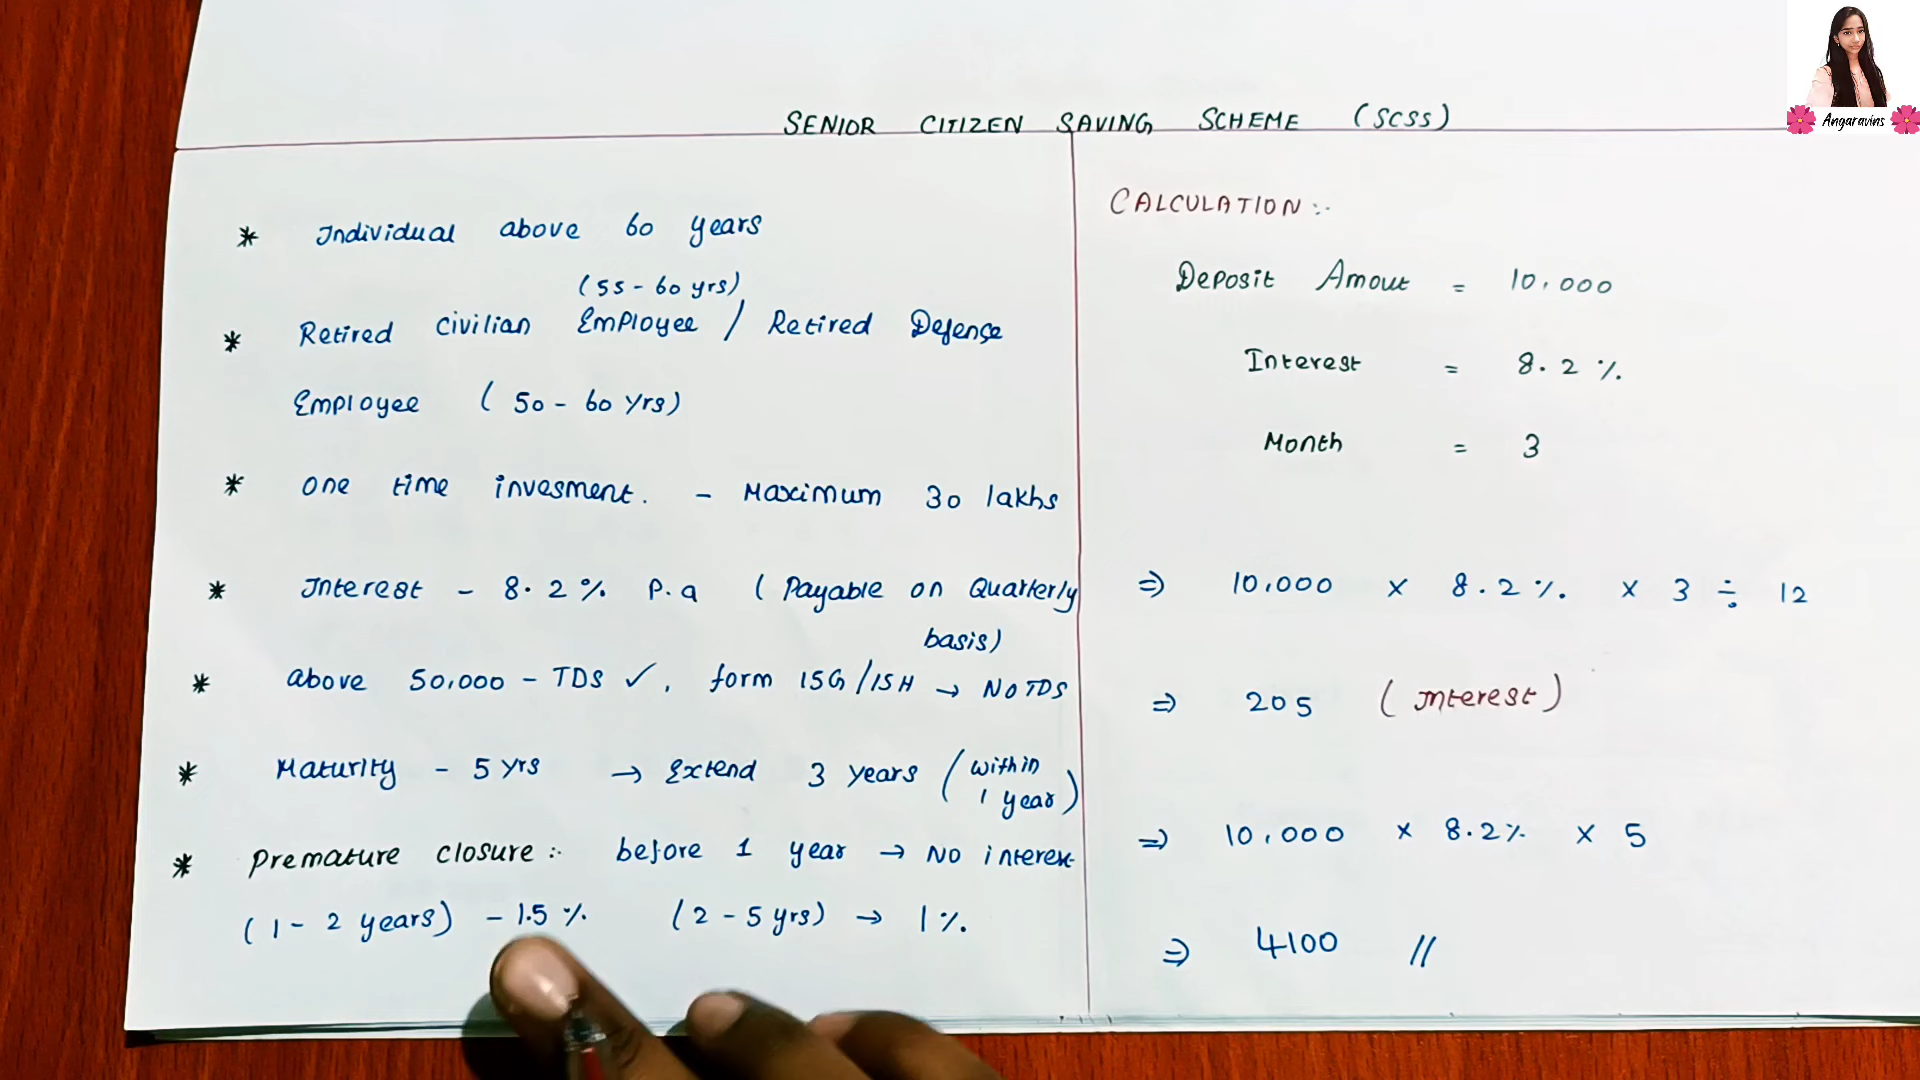 SENIOR CITIZEN SAVING SCHEME (SCSS)
Angaravins
* Individual above 60 years
(55 - 60 yrs)
* Retired civilian Employee / Retired Defense
Employee ( 50 - 60 yrs)
* one time invesment. - Maximum 30 lakhs
* Interest - 8.2 % P.a ( Payable on Quarterly
basis)
* above 50,000 - TDS ✓, form 15G/15H → NO TDS
* Maturity - 5 yrs → Extend 3 years (within
1 year)
* Premature closure :- before 1 year → No interest
(1 - 2 years) - 1.5 % (2 - 5 yrs) → 1 %.
CALCULATION :-
Deposit Amout = 10,000
Interest = 8.2 %
Month = 3
⇒ 10,000 x 8.2 % x 3 ÷ 12
⇒ 205 (Interest)
⇒ 10,000 x 8.2% x 5
⇒ 4100 //